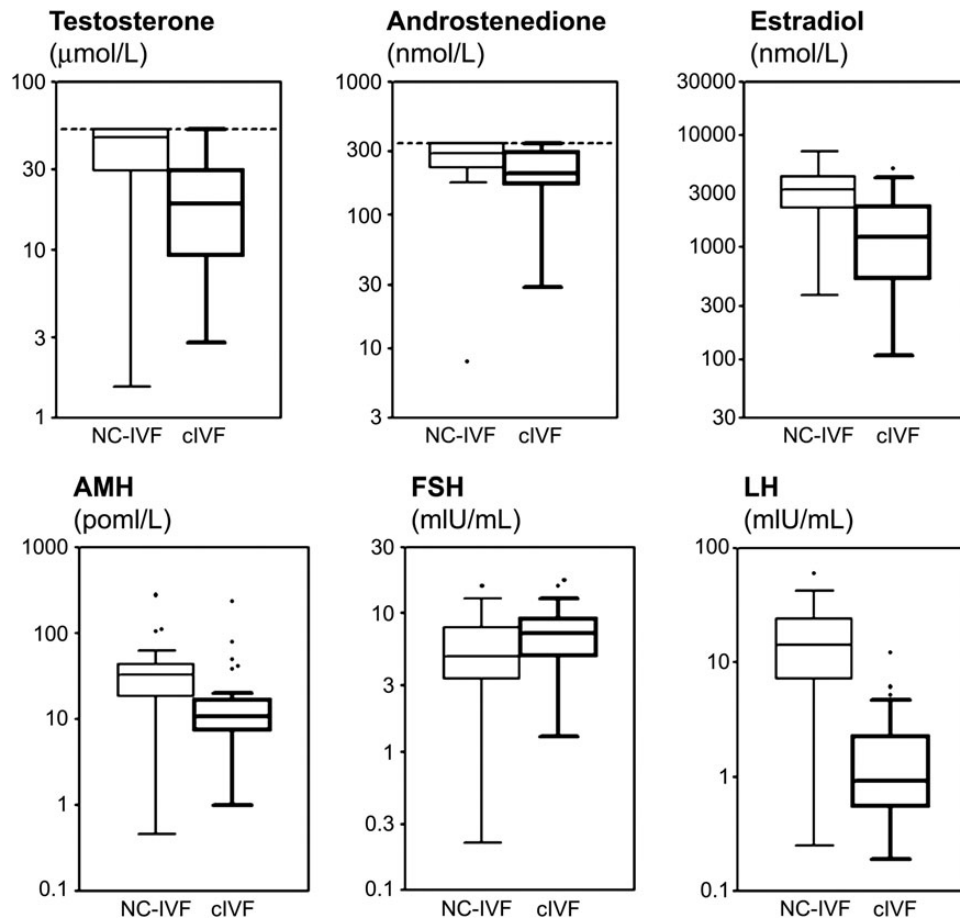 Testosterone
(μmol/L)
100
30
10
3
1
NC-IVF cIVF
Androstenedione
(nmol/L)
1000
300
100
30
10
3
NC-IVF cIVF
Estradiol
(nmol/L)
30000
10000
3000
1000
300
100
30
NC-IVF cIVF
AMH
(poml/L)
1000
100
10
1
0.1
NC-IVF cIVF
FSH
(mIU/mL)
30
10
3
1
0.3
0.1
NC-IVF cIVF
LH
(mIU/mL)
100
10
1
0.1
NC-IVF cIVF